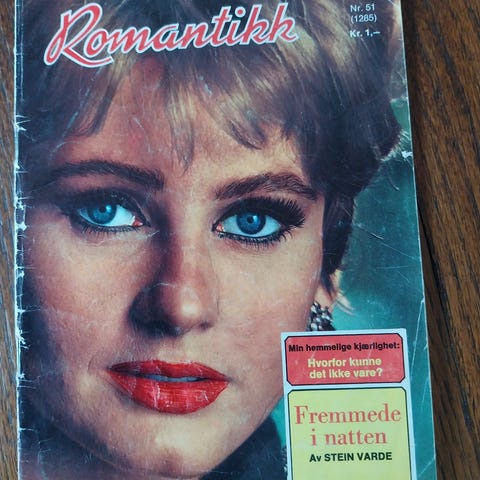 Romantikk
Nr. 51
(1285)
Kr. 1,–
Min hemmelige kjærlighet:
Hvorfor kunne
det ikke vare?
Fremmede
i natten
Av STEIN VARDE